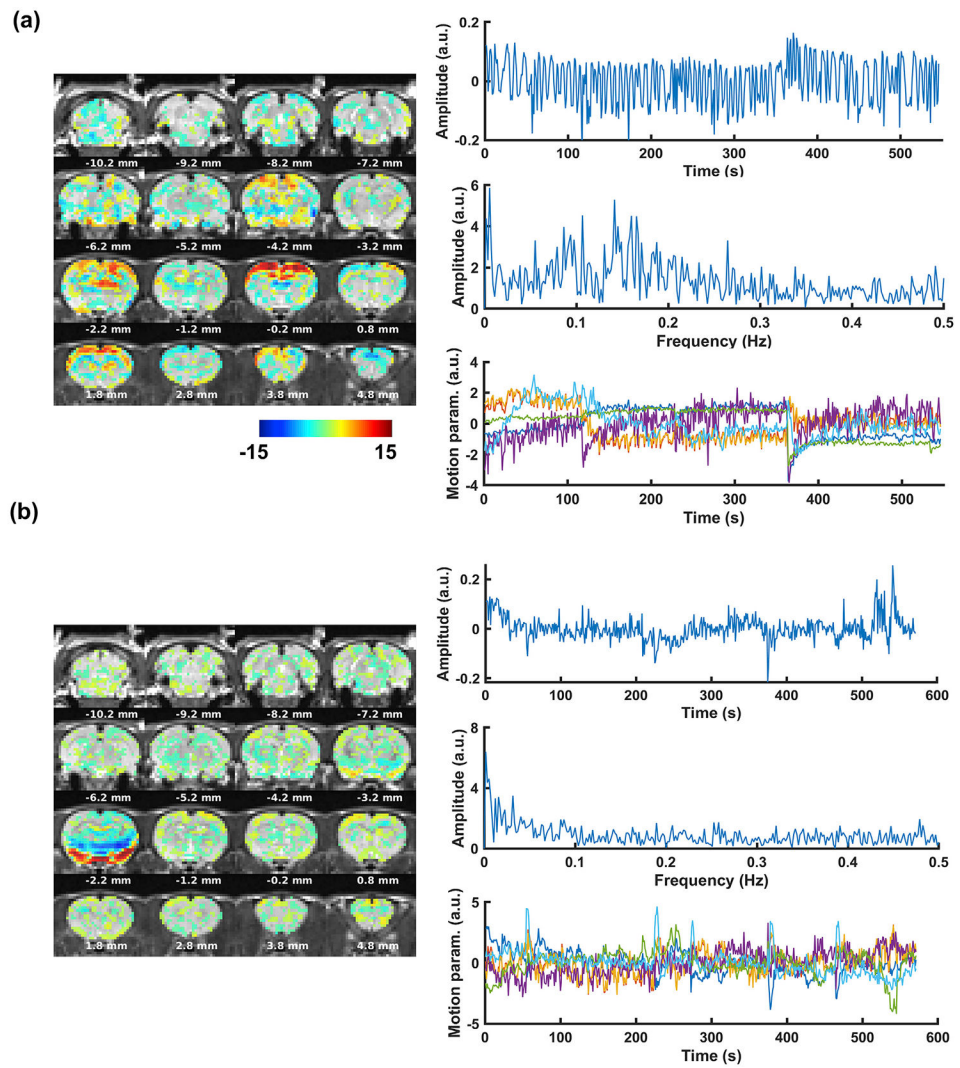 (a)
-10.2 mm -9.2 mm -8.2 mm -7.2 mm
-6.2 mm -5.2 mm -4.2 mm -3.2 mm
-2.2 mm -1.2 mm -0.2 mm 0.8 mm
1.8 mm 2.8 mm 3.8 mm 4.8 mm
-15 15
Amplitude (a.u.)
0.2
0
-0.2
0 100 200 300 400 500
Time (s)
Amplitude (a.u.)
6
4
2
0
0 0.1 0.2 0.3 0.4 0.5
Frequency (Hz)
Motion param. (a.u.)
4
2
0
-2
-4
0 100 200 300 400 500
Time (s)
(b)
-10.2 mm -9.2 mm -8.2 mm -7.2 mm
-6.2 mm -5.2 mm -4.2 mm -3.2 mm
-2.2 mm -1.2 mm -0.2 mm 0.8 mm
1.8 mm 2.8 mm 3.8 mm 4.8 mm
Amplitude (a.u.)
0.2
0
-0.2
0 100 200 300 400 500 600
Time (s)
Amplitude (a.u.)
8
4
0
0 0.1 0.2 0.3 0.4 0.5
Frequency (Hz)
Motion param. (a.u.)
5
0
-5
0 100 200 300 400 500 600
Time (s)